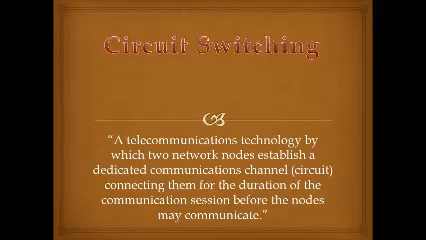 Circuit Switching
“A telecommunications technology by
which two network nodes establish a
dedicated communications channel (circuit)
connecting them for the duration of the
communication session before the nodes
may communicate.”